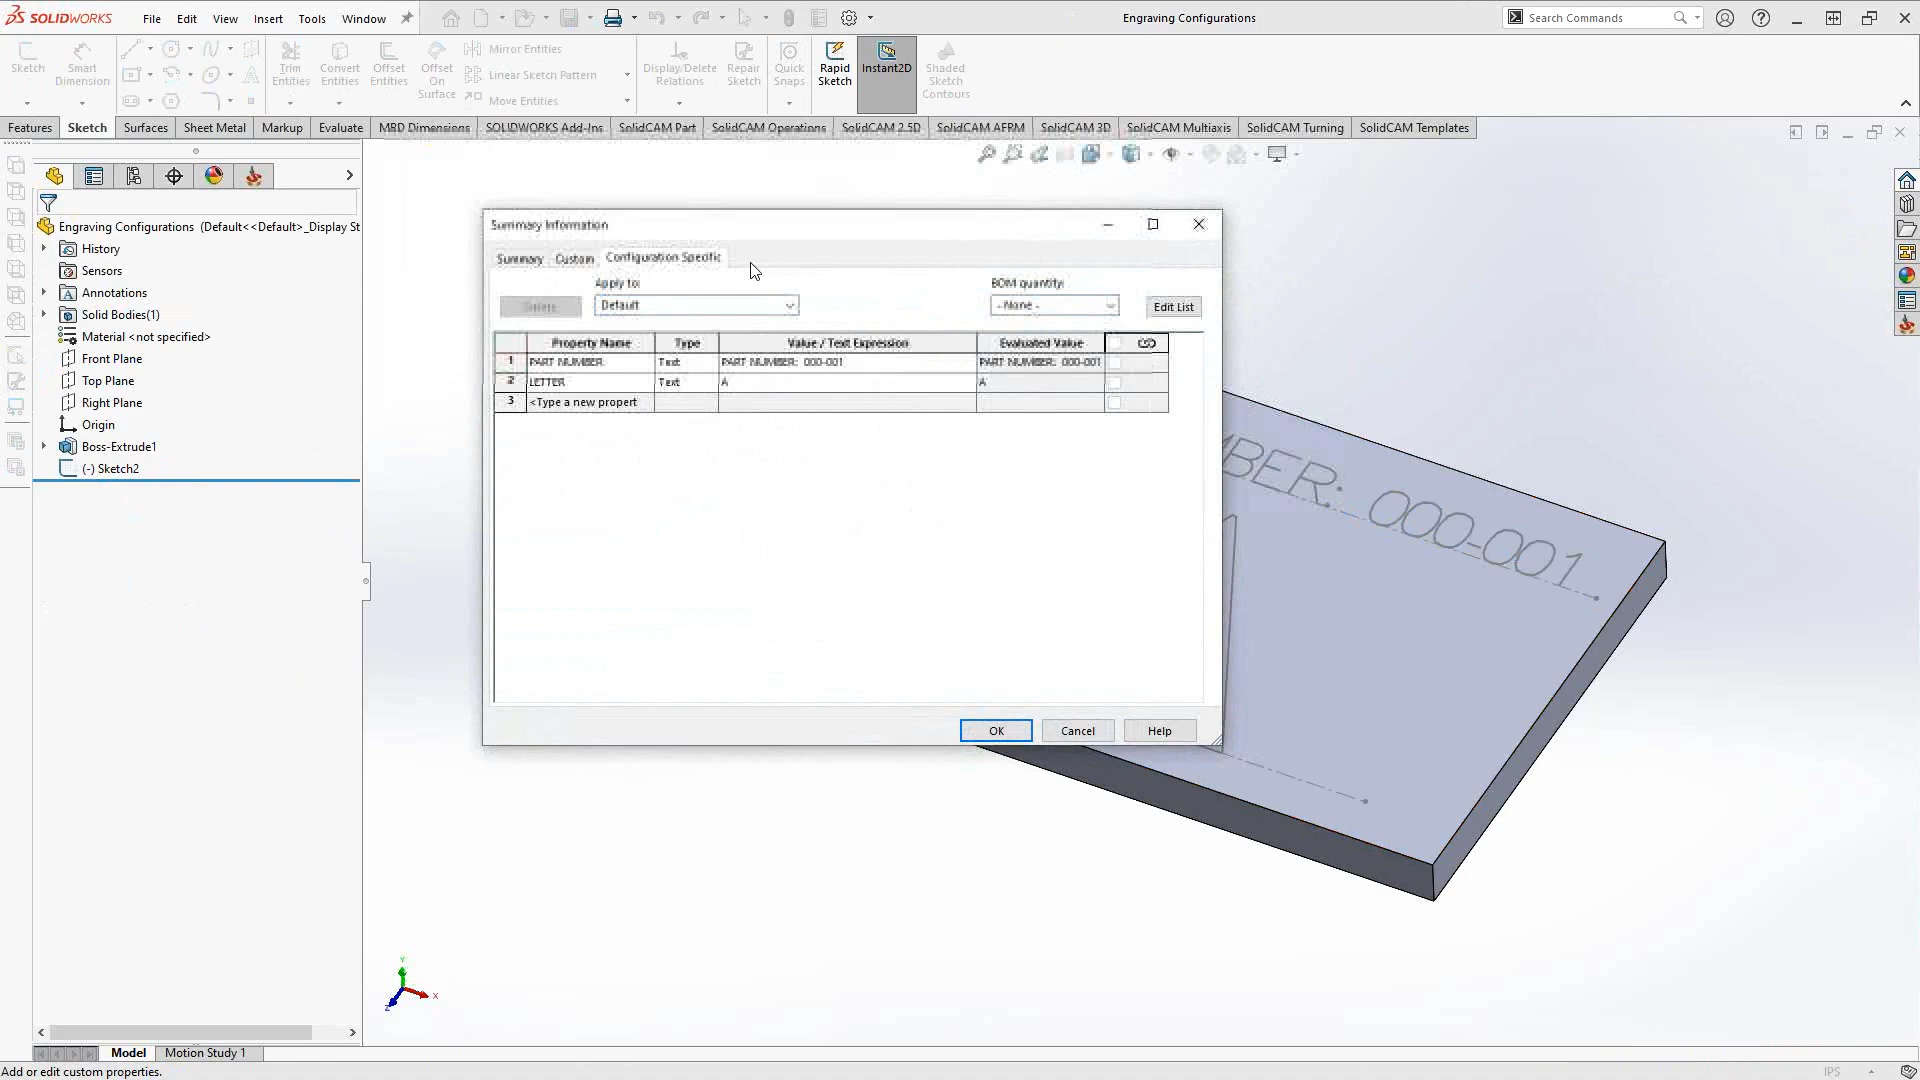 SOLIDWORKS File Edit View Insert Tools Window Engraving Configurations Search Commands
Sketch Smart Dimension Trim Entities Convert Entities Offset Entities Offset On Surface Mirror Entities Linear Sketch Pattern Move Entities Display/Delete Relations Repair Sketch Quick Snaps Rapid Sketch Instant2D Shaded Sketch Contours
Features Sketch Surfaces Sheet Metal Markup Evaluate MBD Dimensions SOLIDWORKS Add-Ins SolidCAM Part SolidCAM Operations SolidCAM 2.5D SolidCAM AFRM SolidCAM 3D SolidCAM Multiaxis SolidCAM Turning SolidCAM Templates
Engraving Configurations (Default<<Default>_Display St
History
Sensors
Annotations
Solid Bodies(1)
Material <not specified>
Front Plane
Top Plane
Right Plane
Origin
Boss-Extrude1
(-) Sketch2
Summary Information
Summary Custom Configuration Specific
Apply to: BOM quantity:
Delete Default - None - Edit List
Property Name Type Value / Text Expression Evaluated Value
1 PART NUMBER Text PART NUMBER: 000-001 PART NUMBER: 000-001
2 LETTER Text A A
3 <Type a new propert
OK Cancel Help
MBER: 000-001
Y
X
Z
Model Motion Study 1
Add or edit custom properties. IPS